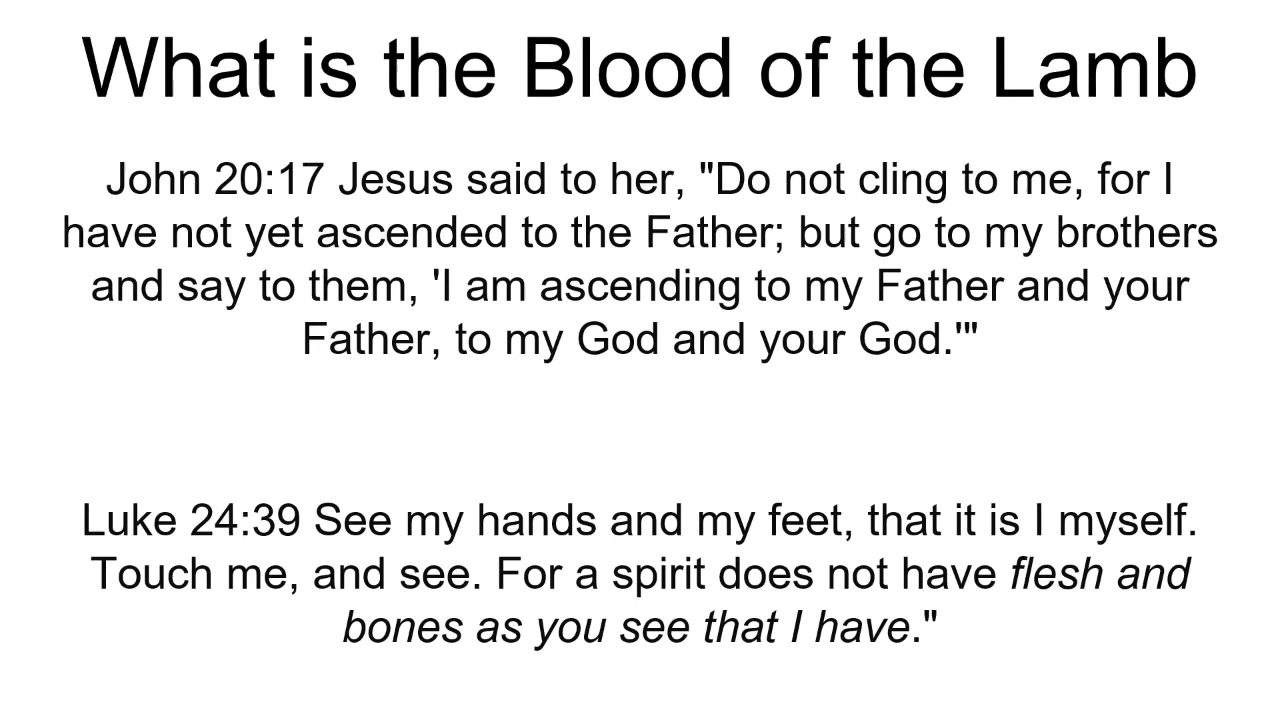 What is the Blood of the Lamb
John 20:17 Jesus said to her, "Do not cling to me, for I
have not yet ascended to the Father; but go to my brothers
and say to them, 'I am ascending to my Father and your
Father, to my God and your God.'"
Luke 24:39 See my hands and my feet, that it is I myself.
Touch me, and see. For a spirit does not have flesh and
bones as you see that I have."